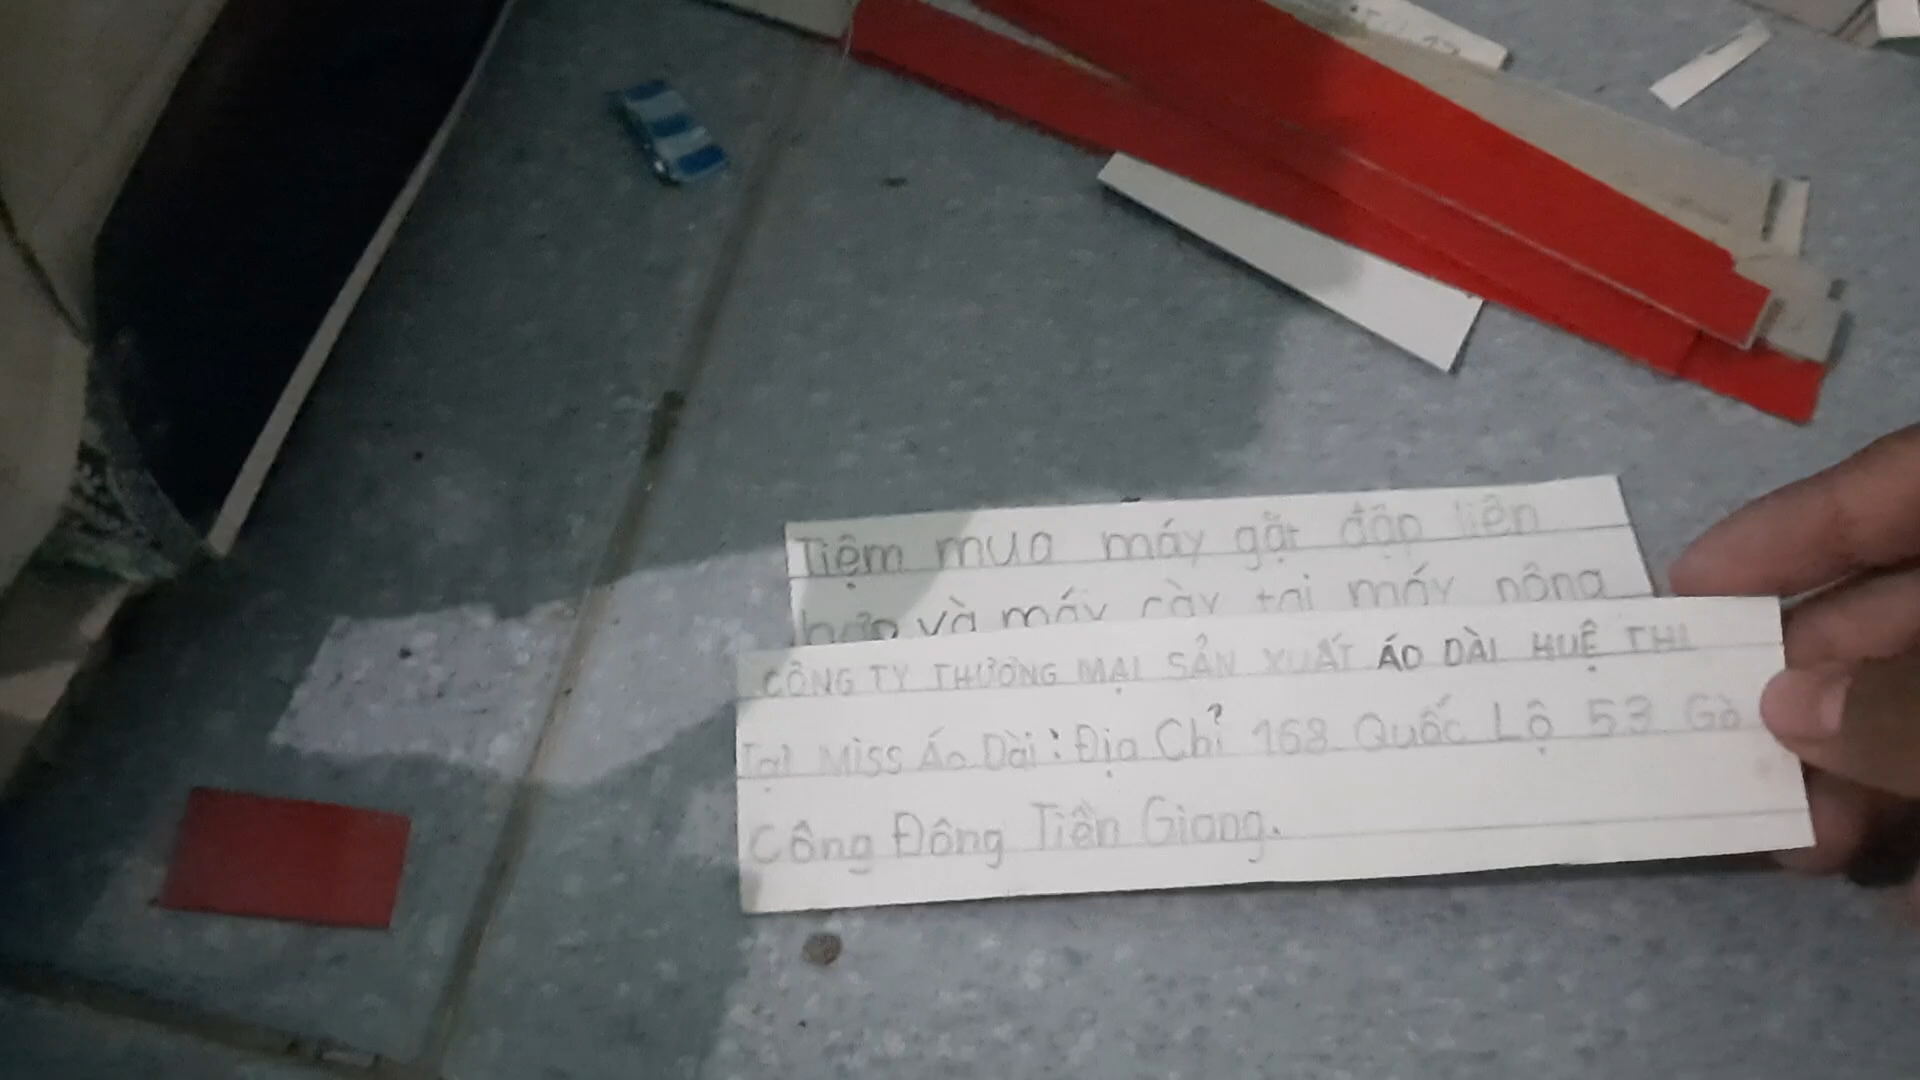 Tiệm mua máy gặt đập liên
hợp và máy cày tại máy nông
CÔNG TY THƯƠNG MẠI SẢN XUẤT ÁO DÀI HUỆ THI
Tại Miss Áo Dài: Địa Chỉ 168 Quốc Lộ 53 Gò
Công Đông Tiền Giang.